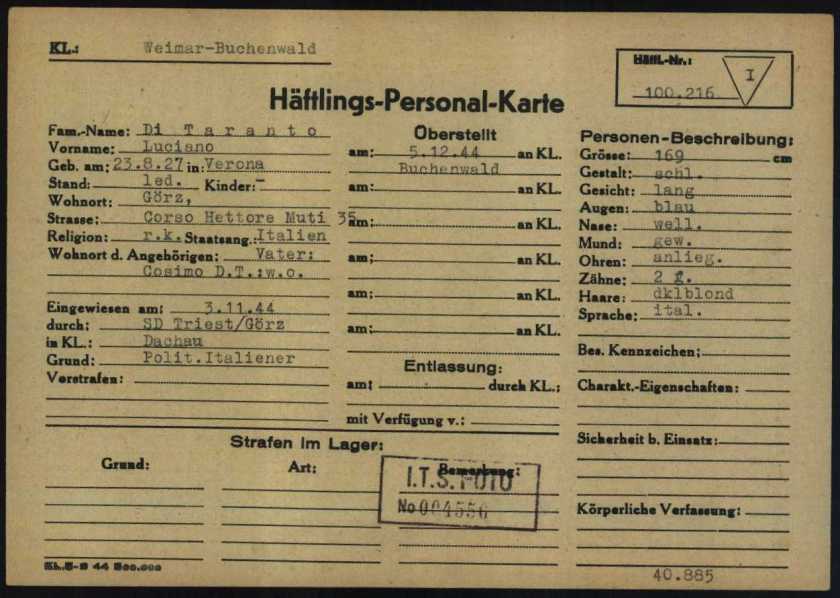 KL.: Weimar-Buchenwald
Häftl.-Nr.:
I
100.216
Häftlings-Personal-Karte
Fam.-Name: Di Taranto
Vorname: Luciano
Geb. am: 23.8.27 in: Verona
Stand: led. Kinder: -
Wohnort: Görz,
Strasse: Corso Hettore Muti 35
Religion: r.k. Staatsang.: Italien
Wohnort d. Angehörigen: Vater:
Cosimo D.T.:w.o.
Eingewiesen am: 3.11.44
durch: SD Triest/Görz
in KL.: Dachau
Grund: Polit.Italiener
Vorstrafen:
Überstellt
am: 5.12.44 an KL.
Buchenwald
am: an KL.
am: an KL.
am: an KL.
am: an KL.
am: an KL.
Entlassung:
am: durch KL.:
mit Verfügung v.:
Personen-Beschreibung:
Grösse: 169 cm
Gestalt: schl.
Gesicht: lang
Augen: blau
Nase: well.
Mund: gew.
Ohren: anlieg.
Zähne: 2
Haare: dklblond
Sprache: ital.
Bes. Kennzeichen:
Charakt.-Eigenschaften:
Sicherheit b. Einsatz:
Körperliche Verfassung:
Strafen im Lager:
Grund: Art: Bemerkung:
I.T.S. FOTO
No 004556
40.885